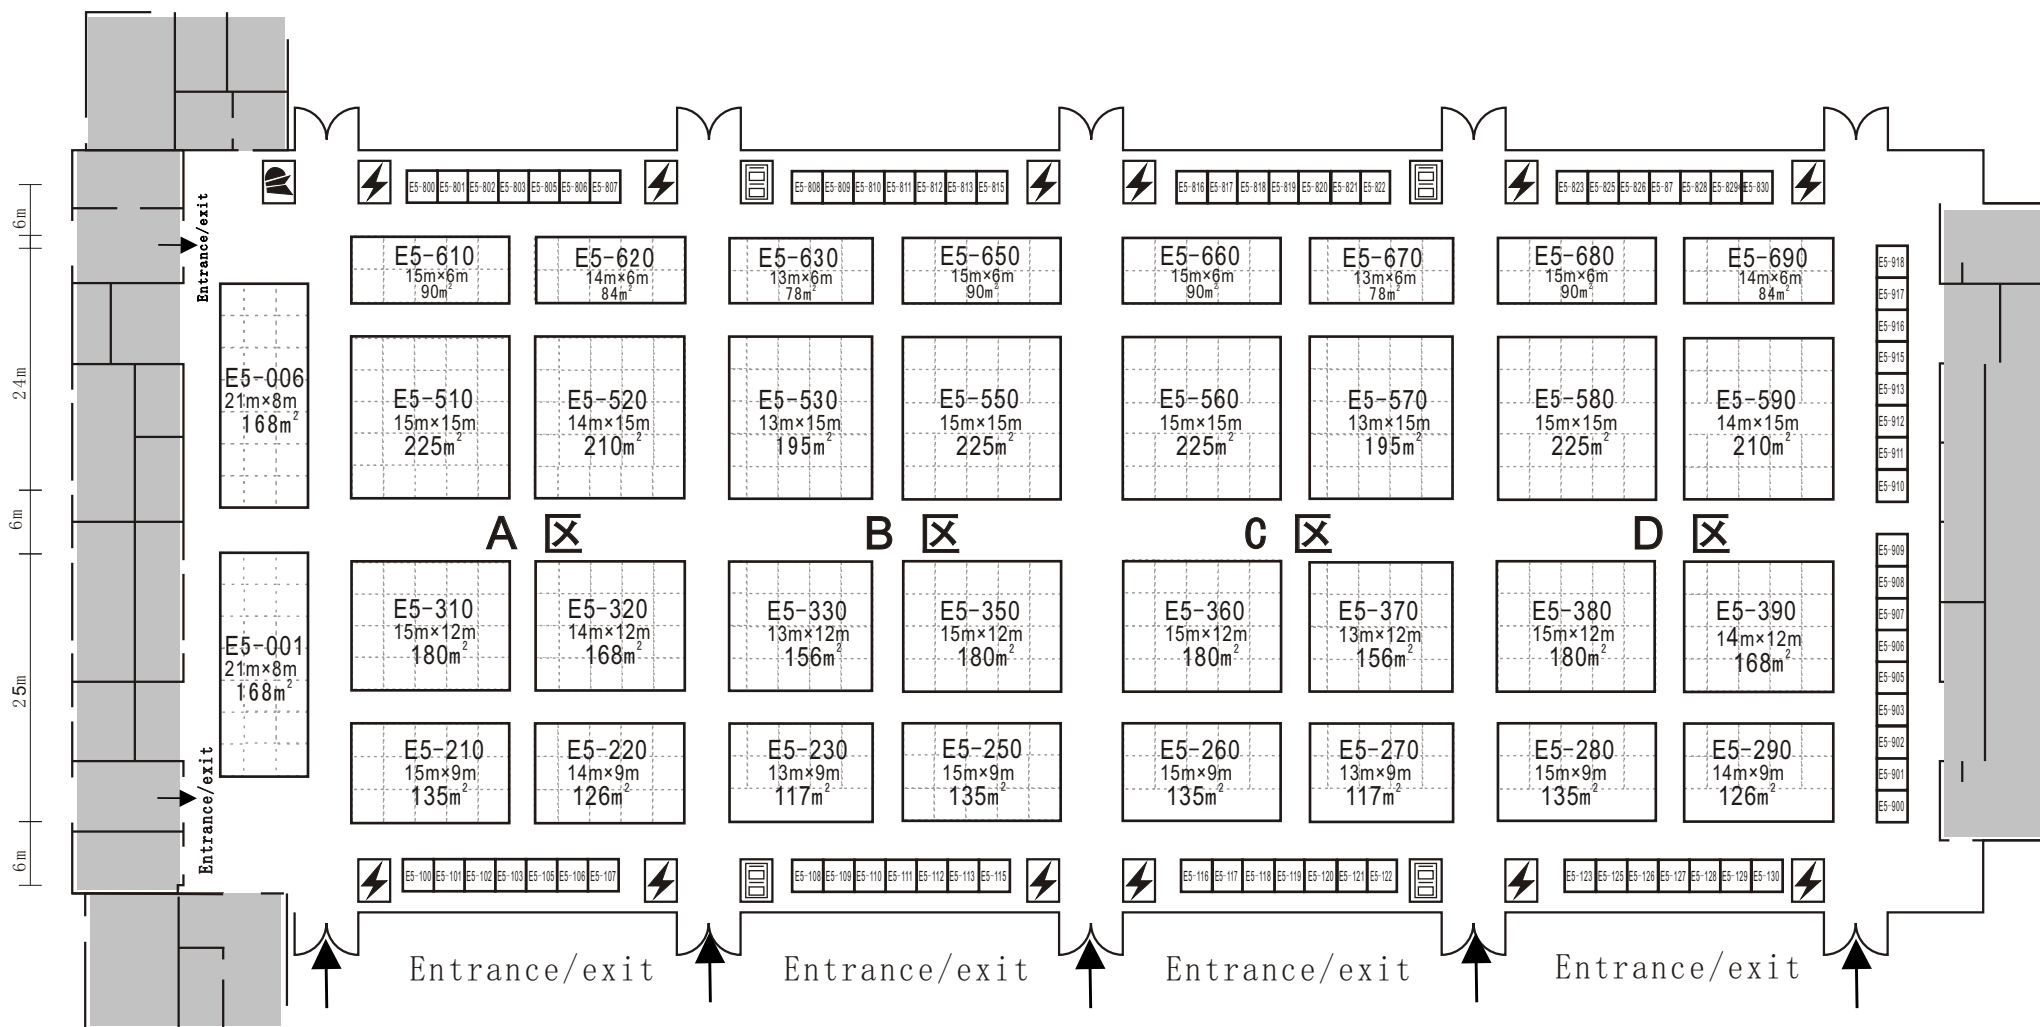 E5-800 E5-801 E5-802 E5-803 E5-805 E5-806 E5-807
E5-808 E5-809 E5-810 E5-811 E5-812 E5-813 E5-815
E5-816 E5-817 E5-818 E5-819 E5-820 E5-821 E5-822
E5-823 E5-825 E5-826 E5-87 E5-828 E5-829 E5-830
6m
24m
6m
25m
6m
Entrance/exit
Entrance/exit
E5-006
21m×8m
168m²
E5-001
21m×8m
168m²
E5-610
15m×6m
90m²
E5-620
14m×6m
84m²
E5-630
13m×6m
78m²
E5-650
15m×6m
90m²
E5-660
15m×6m
90m²
E5-670
13m×6m
78m²
E5-680
15m×6m
90m²
E5-690
14m×6m
84m²
E5-510
15m×15m
225m²
E5-520
14m×15m
210m²
E5-530
13m×15m
195m²
E5-550
15m×15m
225m²
E5-560
15m×15m
225m²
E5-570
13m×15m
195m²
E5-580
15m×15m
225m²
E5-590
14m×15m
210m²
A 区
B 区
C 区
D 区
E5-310
15m×12m
180m²
E5-320
14m×12m
168m²
E5-330
13m×12m
156m²
E5-350
15m×12m
180m²
E5-360
15m×12m
180m²
E5-370
13m×12m
156m²
E5-380
15m×12m
180m²
E5-390
14m×12m
168m²
E5-210
15m×9m
135m²
E5-220
14m×9m
126m²
E5-230
13m×9m
117m²
E5-250
15m×9m
135m²
E5-260
15m×9m
135m²
E5-270
13m×9m
117m²
E5-280
15m×9m
135m²
E5-290
14m×9m
126m²
E5-918
E5-917
E5-916
E5-915
E5-913
E5-912
E5-911
E5-910
E5-909
E5-908
E5-907
E5-906
E5-905
E5-903
E5-902
E5-901
E5-900
E5-100 E5-101 E5-102 E5-103 E5-105 E5-106 E5-107
E5-108 E5-109 E5-110 E5-111 E5-112 E5-113 E5-115
E5-116 E5-117 E5-118 E5-119 E5-120 E5-121 E5-122
E5-123 E5-125 E5-126 E5-127 E5-128 E5-129 E5-130
Entrance/exit
Entrance/exit
Entrance/exit
Entrance/exit